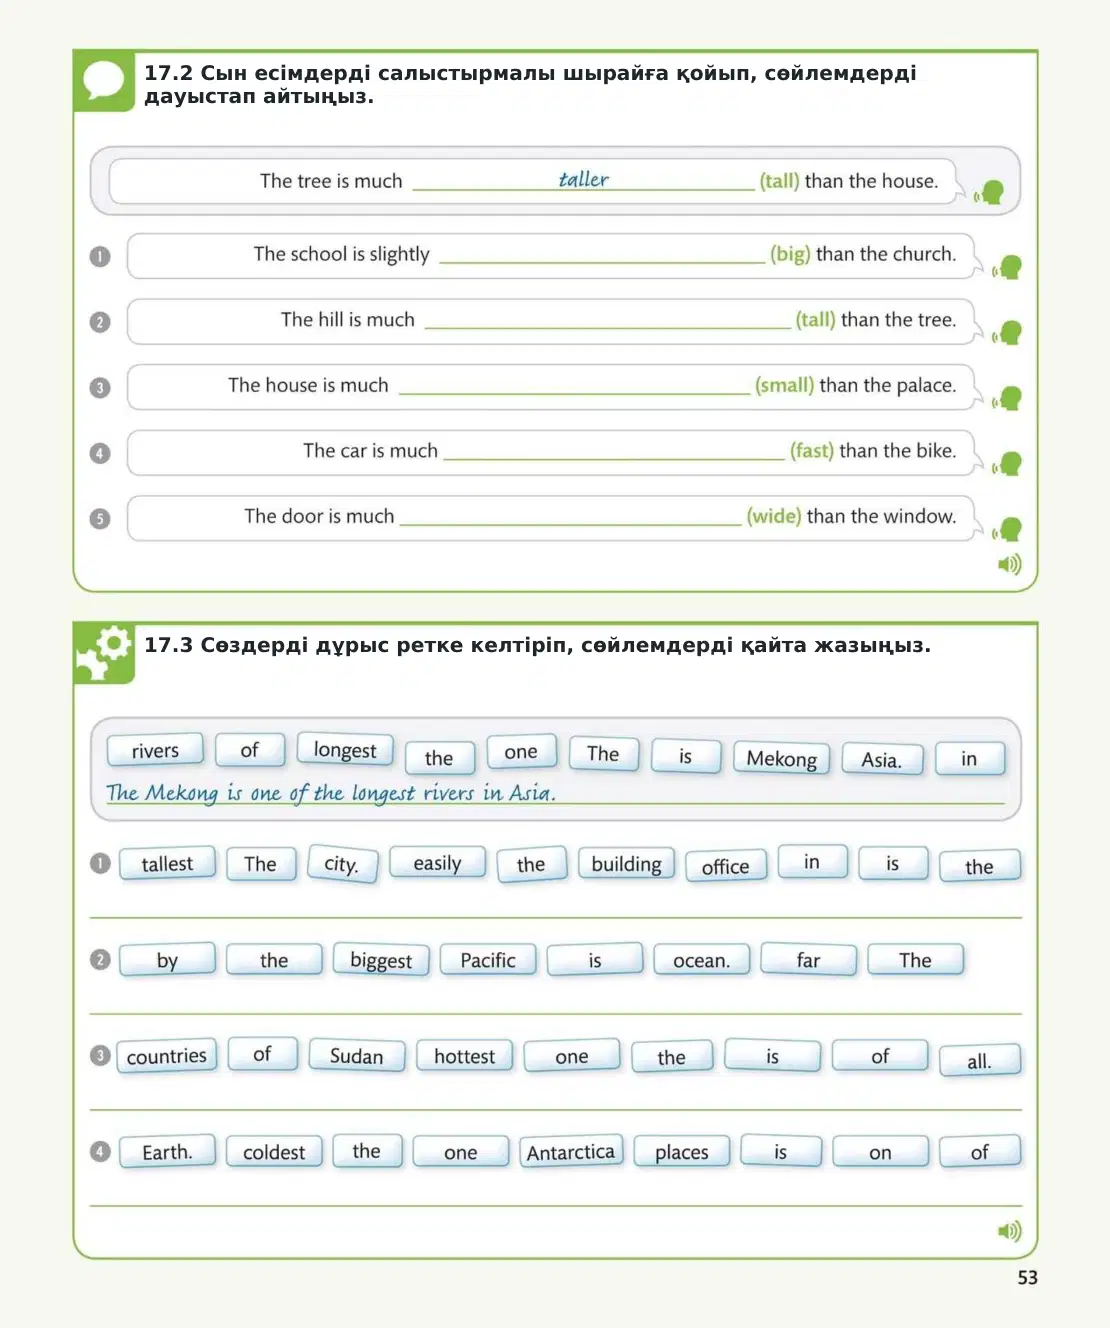 17.2 Сын есімдерді салыстырмалы шырайға қойып, сөйлемдерді
дауыстап айтыңыз.
The tree is much taller (tall) than the house.
1 The school is slightly ____ (big) than the church.
2 The hill is much ____ (tall) than the tree.
3 The house is much ____ (small) than the palace.
4 The car is much ____ (fast) than the bike.
5 The door is much ____ (wide) than the window.
17.3 Сөздерді дұрыс ретке келтіріп, сөйлемдерді қайта жазыңыз.
rivers of longest the one The is Mekong Asia. in
The Mekong is one of the longest rivers in Asia.
1 tallest The city. easily the building office in is the
2 by the biggest Pacific is ocean. far The
3 countries of Sudan hottest one the is of all.
4 Earth. coldest the one Antarctica places is on of
53